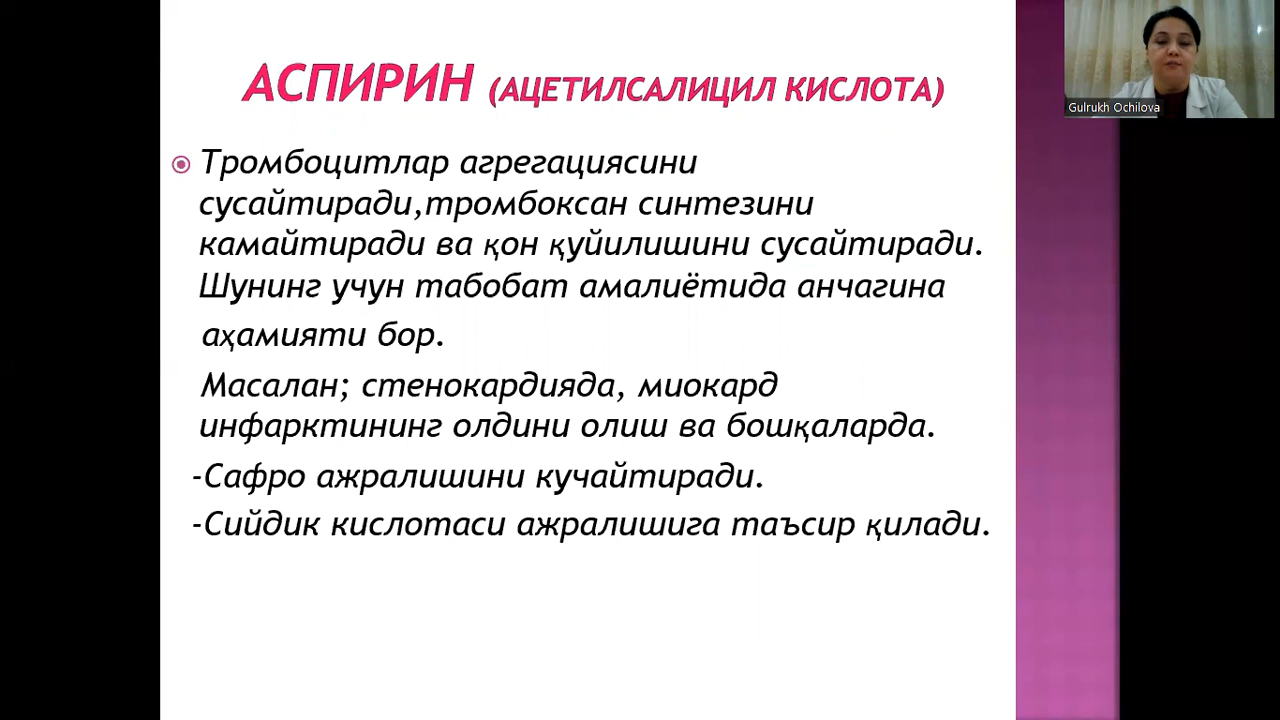 АСПИРИН (АЦЕТИЛСАЛИЦИЛ КИСЛОТА)
Gulrukh Ochilova
Тромбоцитлар агрегациясини
сусайтиради,тромбоксан синтезини
камайтиради ва қон қуйилишини сусайтиради.
Шунинг учун табобат амалиётида анчагина
аҳамияти бор.
Масалан; стенокардияда, миокард
инфарктининг олдини олиш ва бошқаларда.
-Сафро ажралишини кучайтиради.
-Сийдик кислотаси ажралишига таъсир қилади.